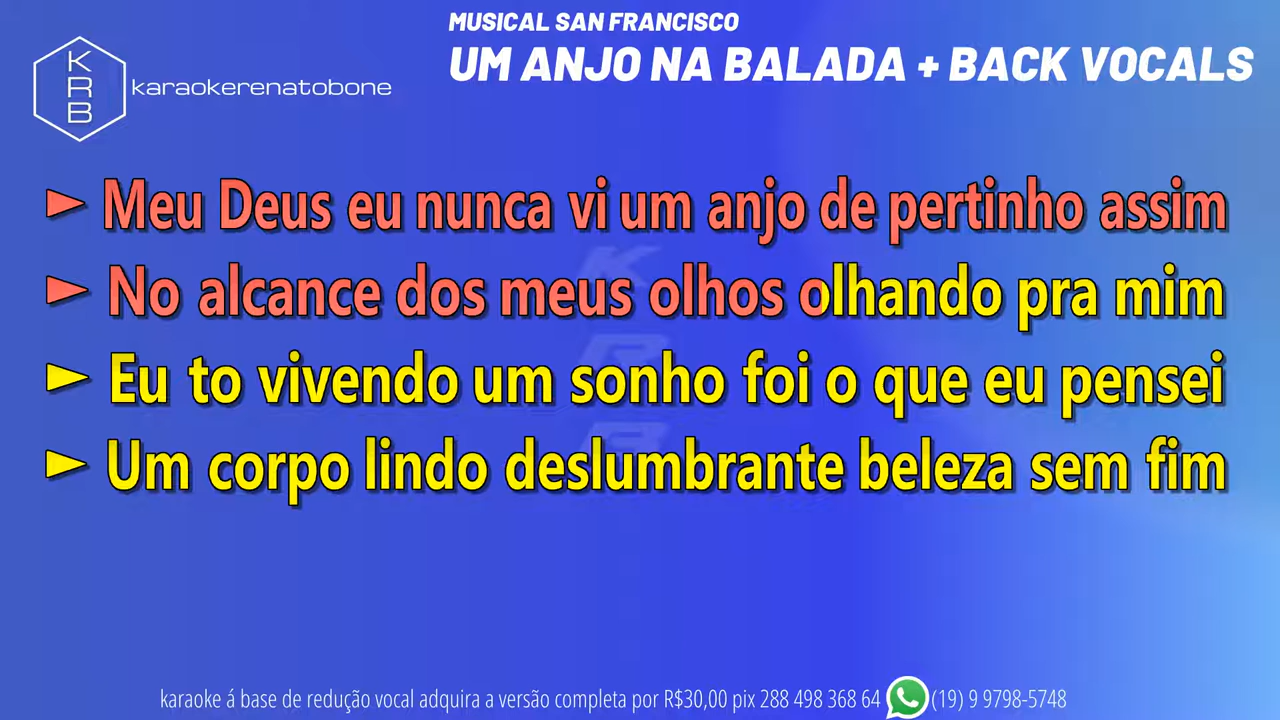 MUSICAL SAN FRANCISCO
UM ANJO NA BALADA + BACK VOCALS
KRB
karaokerenatobone
► Meu Deus eu nunca vi um anjo de pertinho assim
► No alcance dos meus olhos olhando pra mim
► Eu to vivendo um sonho foi o que eu pensei
► Um corpo lindo deslumbrante beleza sem fim
KRB
karaoke á base de redução vocal adquira a versão completa por R$30,00 pix 288 498 368 64 (19) 9 9798-5748